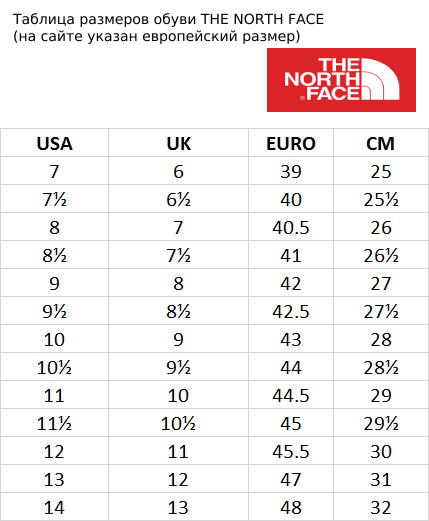 Таблица размеров обуви THE NORTH FACE
(на сайте указан европейский размер)
THE
NORTH
FACE
®
USA UK EURO CM
7 6 39 25
7½ 6½ 40 25½
8 7 40.5 26
8½ 7½ 41 26½
9 8 42 27
9½ 8½ 42.5 27½
10 9 43 28
10½ 9½ 44 28½
11 10 44.5 29
11½ 10½ 45 29½
12 11 45.5 30
13 12 47 31
14 13 48 32